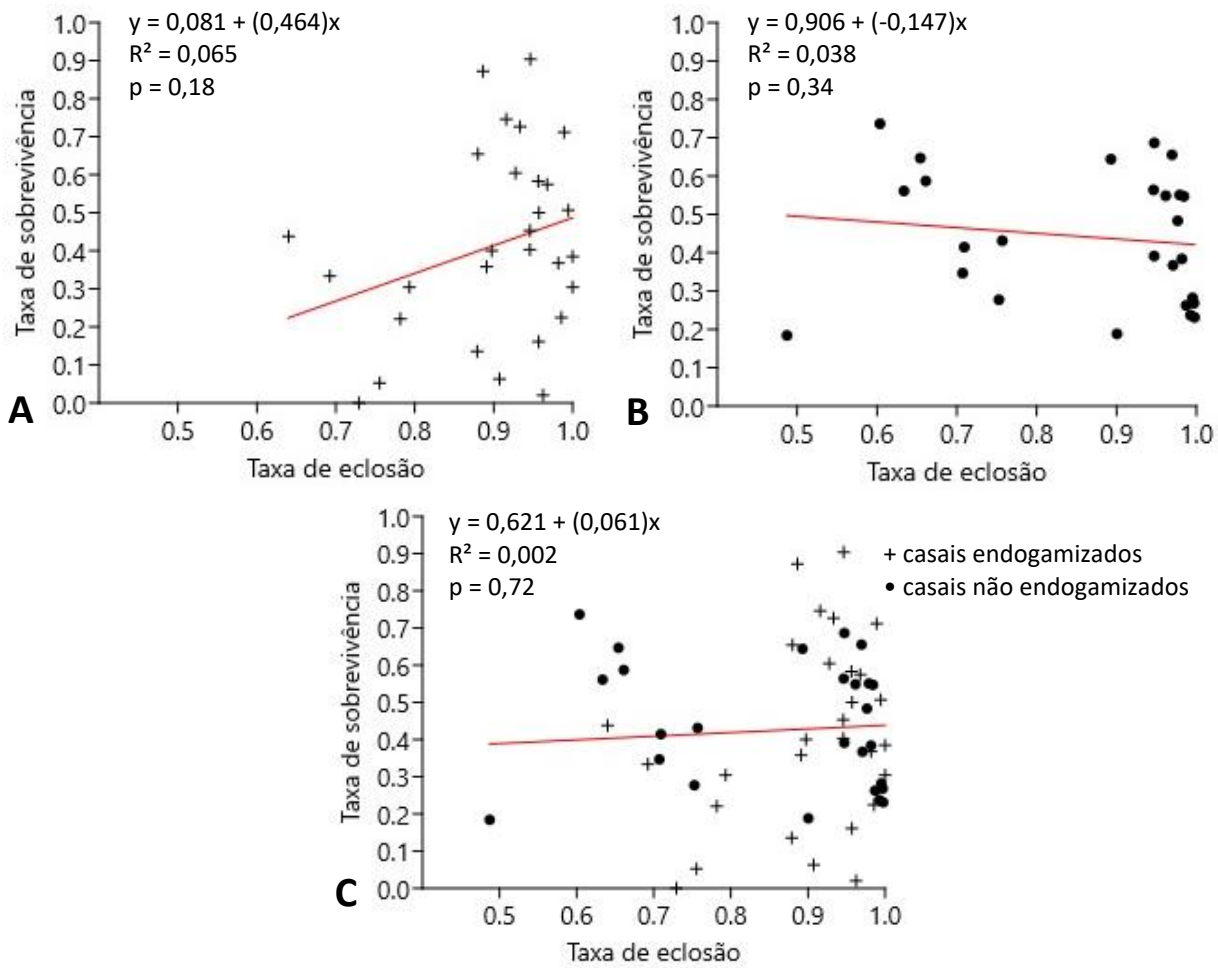 y = 0,081 + (0,464)x
R² = 0,065
p = 0,18
1.0
0.9
0.8
0.7
0.6
0.5
0.4
0.3
0.2
0.1
0.0
Taxa de sobrevivência
A
0.5 0.6 0.7 0.8 0.9 1.0
Taxa de eclosão
y = 0,906 + (-0,147)x
R² = 0,038
p = 0,34
1.0
0.9
0.8
0.7
0.6
0.5
0.4
0.3
0.2
0.1
0.0
Taxa de sobrevivência
B
0.5 0.6 0.7 0.8 0.9 1.0
Taxa de eclosão
y = 0,621 + (0,061)x
R² = 0,002
p = 0,72
1.0
0.9
0.8
0.7
0.6
0.5
0.4
0.3
0.2
0.1
0.0
Taxa de sobrevivência
C
0.5 0.6 0.7 0.8 0.9 1.0
Taxa de eclosão
+ casais endogamizados
• casais não endogamizados